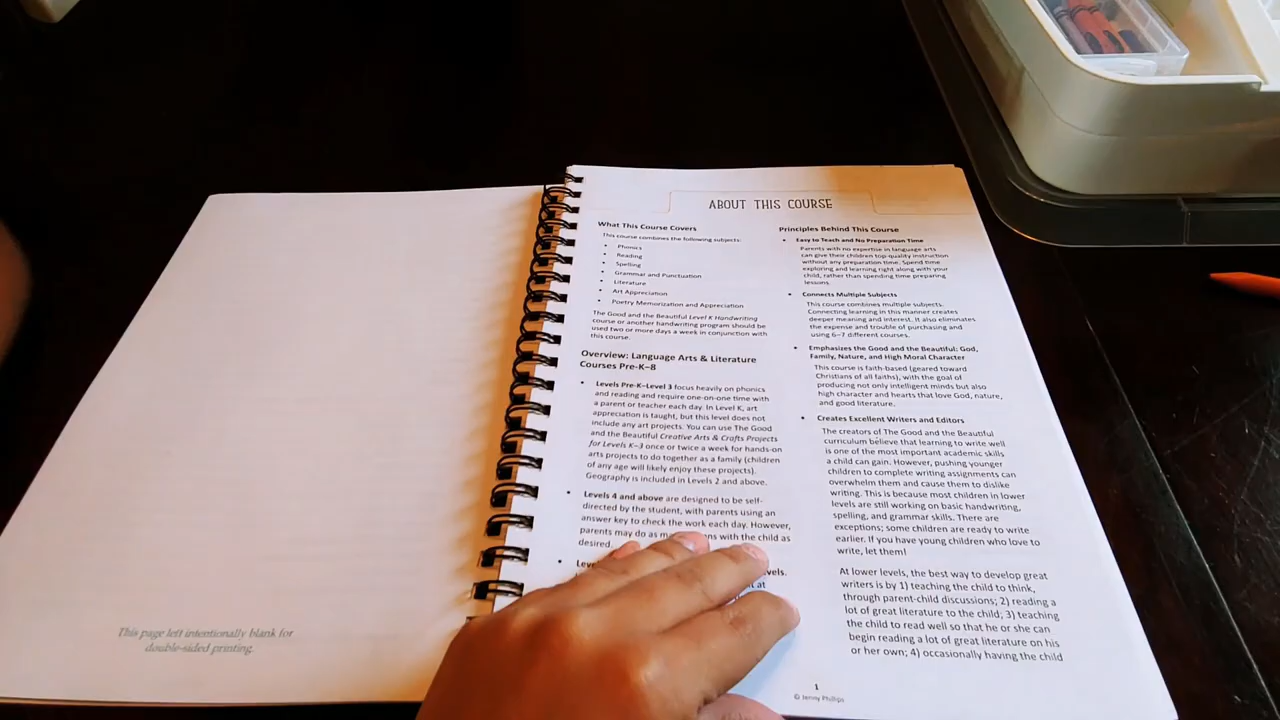 This page left intentionally blank for
double-sided printing.
ABOUT THIS COURSE
What This Course Covers
This course combines the following subjects:
• Phonics
• Reading
• Spelling
• Grammar and Punctuation
• Literature
• Art Appreciation
• Poetry Memorization and Appreciation
The Good and the Beautiful Level K Handwriting
course or another handwriting program should be
used two or more days a week in conjunction with
this course.
Overview: Language Arts & Literature
Courses Pre-K–8
• Levels Pre-K–Level 3 focus heavily on phonics
and reading and require one-on-one time with
a parent or teacher each day. In Level K, art
appreciation is taught, but this level does not
include any art projects. You can use The Good
and the Beautiful Creative Arts & Crafts Projects
for Levels K–3 once or twice a week for hands-on
arts projects to do together as a family (children
of any age will likely enjoy these projects).
Geography is included in Levels 2 and above.
• Levels 4 and above are designed to be self-
directed by the student, with parents using an
answer key to check the work each day. However,
parents may do as with the child as
desired.
•
at
Principles Behind This Course
• Easy to Teach and No Preparation Time
Parents with no expertise in language arts
can give their children top-quality instruction
without any preparation time. Spend time
exploring and learning right along with your
child, rather than spending time preparing
lessons.
• Connects Multiple Subjects
This course combines multiple subjects.
Connecting learning in this manner creates
deeper meaning and interest. It also eliminates
the expense and trouble of purchasing and
using 6–7 different courses.
• Emphasizes the Good and the Beautiful: God,
Family, Nature, and High Moral Character
This course is faith-based (geared toward
Christians of all faiths), with the goal of
producing not only intelligent minds but also
high character and hearts that love God, nature,
and good literature.
• Creates Excellent Writers and Editors
The creators of The Good and the Beautiful
curriculum believe that learning to write well
is one of the most important academic skills
a child can gain. However, pushing younger
children to complete writing assignments can
overwhelm them and cause them to dislike
writing. This is because most children in lower
levels are still working on basic handwriting,
spelling, and grammar skills. There are
exceptions; some children are ready to write
earlier. If you have young children who love to
write, let them!
At lower levels, the best way to develop great
writers is by 1) teaching the child to think,
through parent-child discussions; 2) reading a
lot of great literature to the child; 3) teaching
the child to read well so that he or she can
begin reading a lot of great literature on his
or her own; 4) occasionally having the child
1
© Jenny Phillips